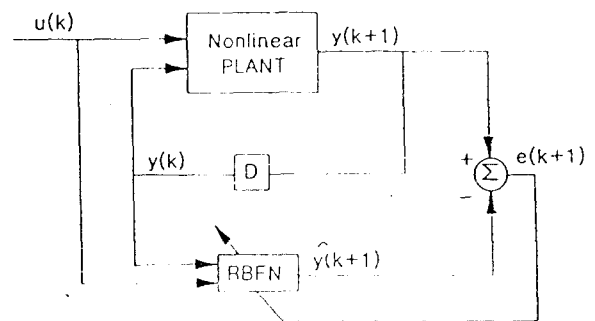 u(k)
Nonlinear
PLANT
y(k+1)
y(k)
D
+
Σ
e(k+1)
-
RBFN
ŷ(k+1)